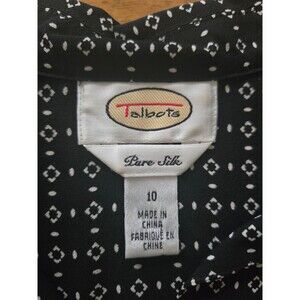 Talbots
Pure Silk
10
MADE IN
CHINA
FABRIQUÉ EN
CHINE